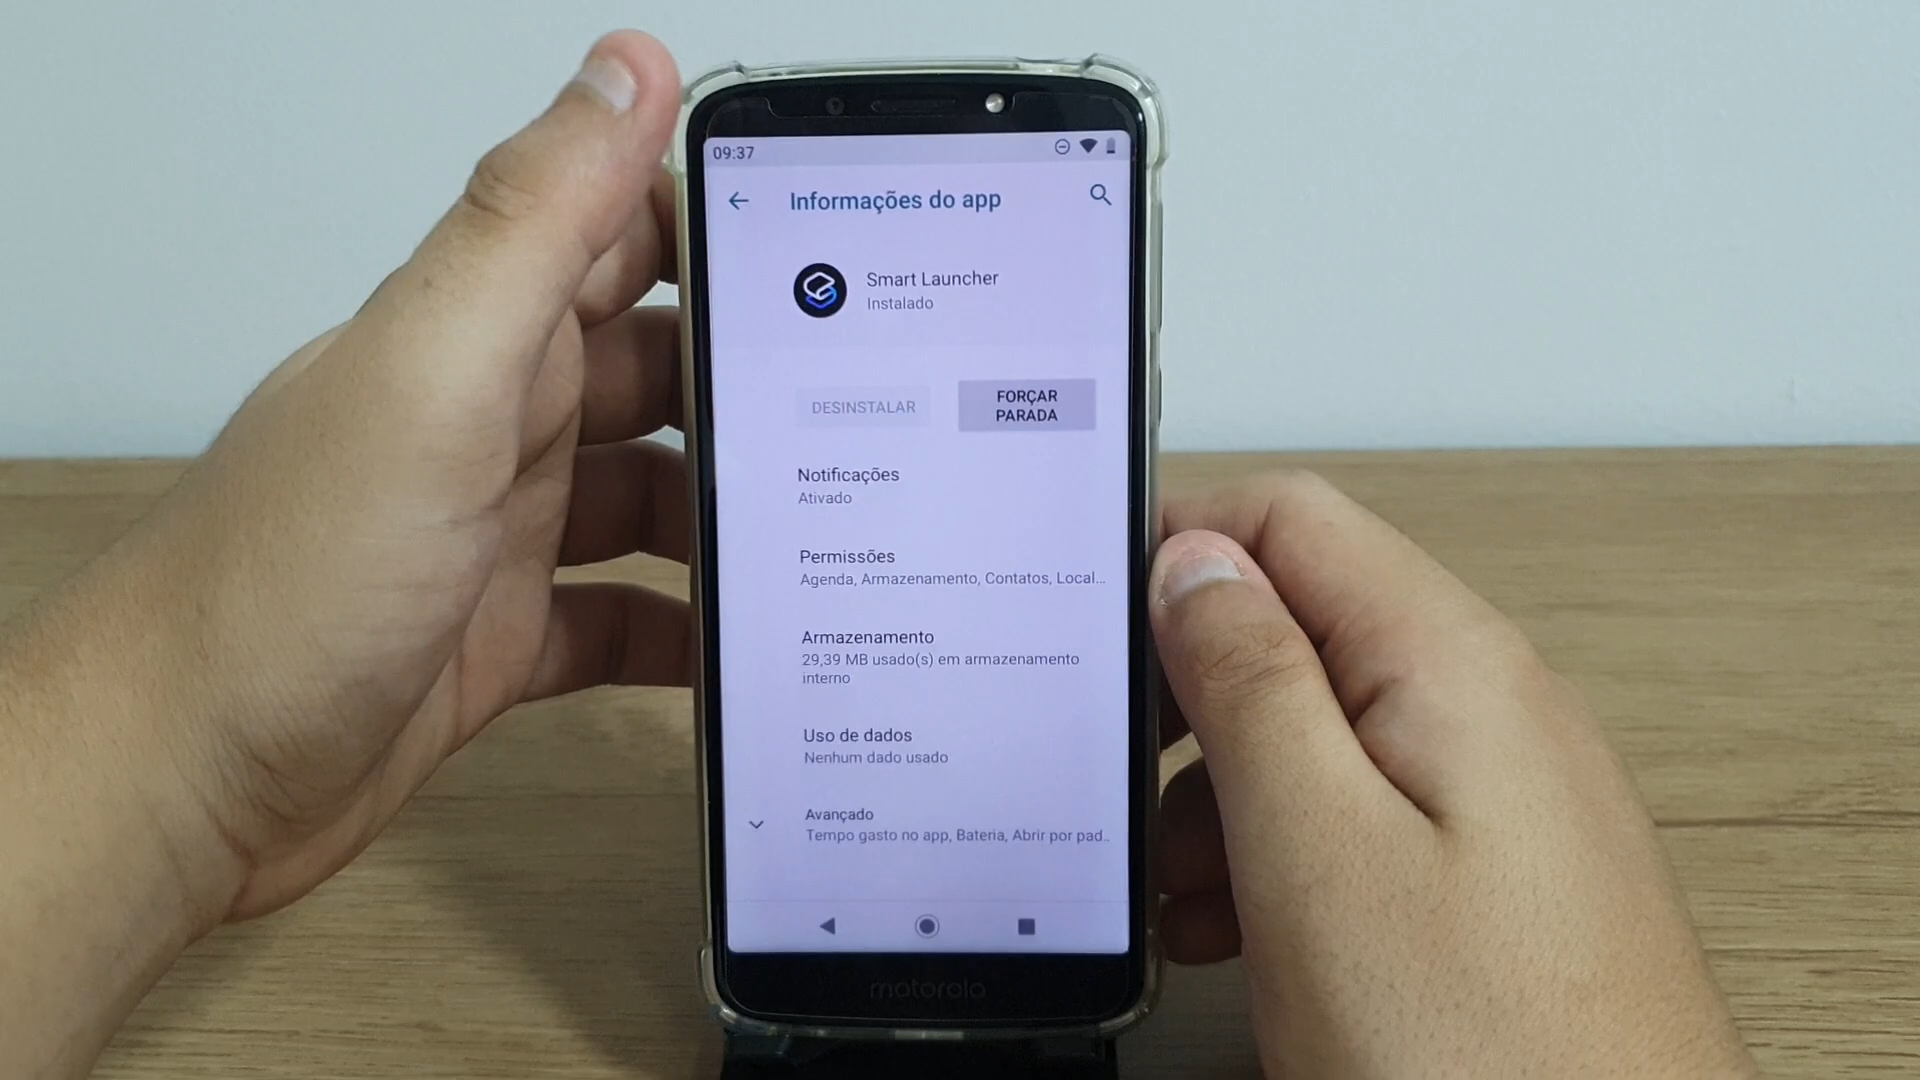 09:37
Informações do app
Smart Launcher
Instalado
DESINSTALAR
FORÇAR
PARADA
Notificações
Ativado
Permissões
Agenda, Armazenamento, Contatos, Local...
Armazenamento
29,39 MB usado(s) em armazenamento
interno
Uso de dados
Nenhum dado usado
Avançado
Tempo gasto no app, Bateria, Abrir por pad..
motorola